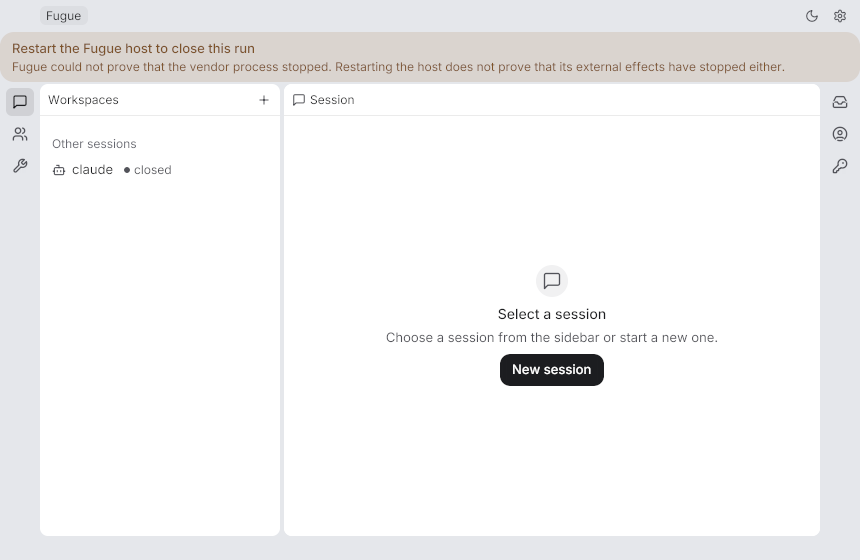 Fugue
Restart the Fugue host to close this run
Fugue could not prove that the vendor process stopped. Restarting the host does not prove that its external effects have stopped either.
Workspaces
Session
Other sessions
claude closed
Select a session
Choose a session from the sidebar or start a new one.
New session